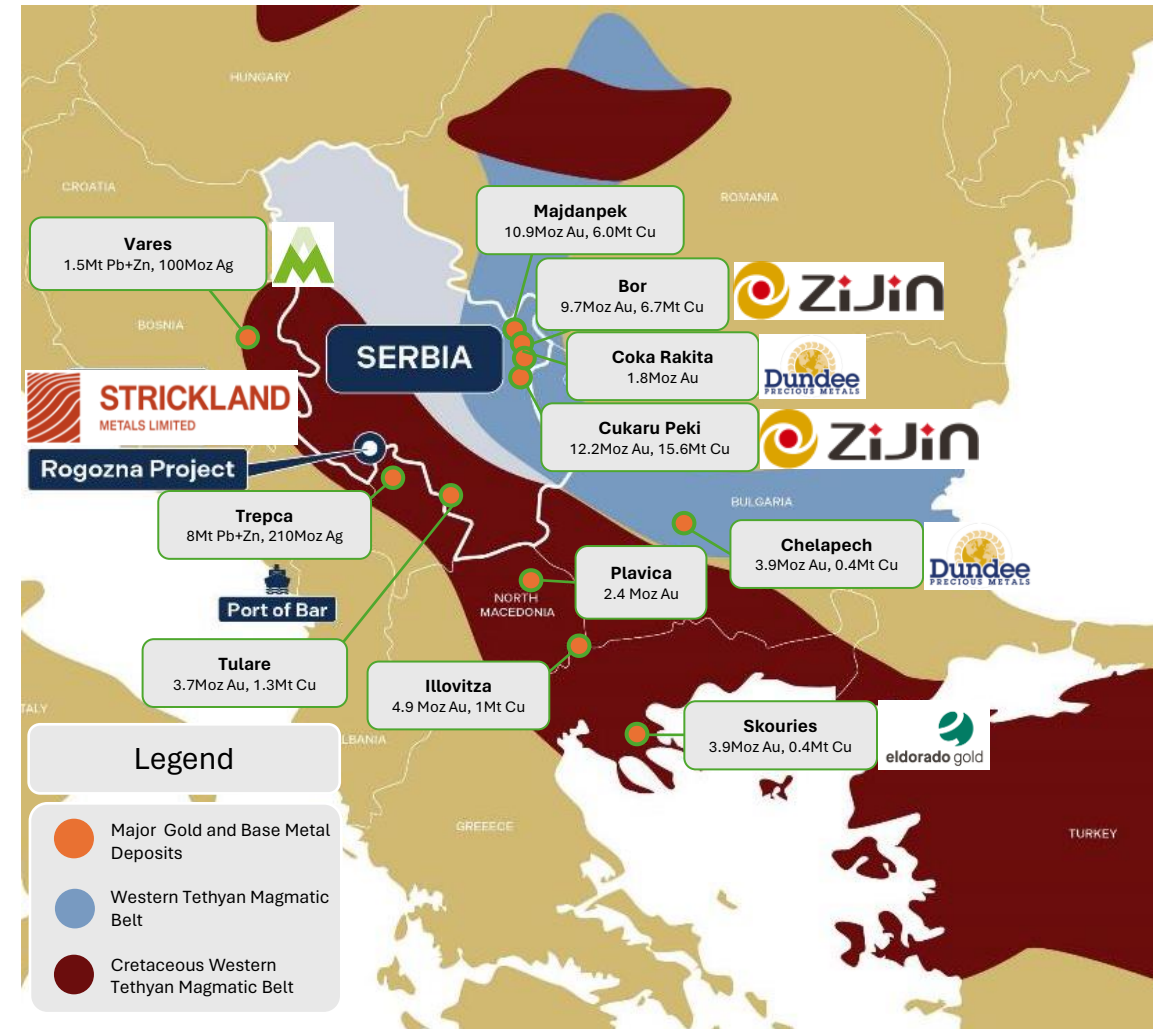 HUNGARY
CROATIA
ROMANIA
Majdanpek
10.9Moz Au, 6.0Mt Cu
Vares
1.5Mt Pb+Zn, 100Moz Ag
Bor
9.7Moz Au, 6.7Mt Cu
ZiJin
BOSNIA
SERBIA
Coka Rakita
1.8Moz Au
Dundee
PRECIOUS METALS
STRICKLAND
METALS LIMITED
Cukaru Peki
12.2Moz Au, 15.6Mt Cu
ZiJin
Rogozna Project
BULGARIA
Trepca
8Mt Pb+Zn, 210Moz Ag
Chelapech
3.9Moz Au, 0.4Mt Cu
Dundee
PRECIOUS METALS
Plavica
2.4 Moz Au
NORTH
MACEDONIA
Port of Bar
Tulare
3.7Moz Au, 1.3Mt Cu
Illovitza
4.9 Moz Au, 1Mt Cu
TALY
LBANIA
Skouries
3.9Moz Au, 0.4Mt Cu
eldorado gold
Legend
Major Gold and Base Metal
Deposits
Western Tethyan Magmatic
Belt
Cretaceous Western
Tethyan Magmatic Belt
GREEECE
TURKEY